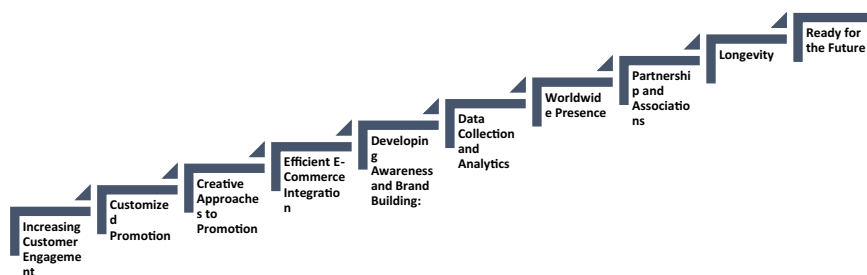 Increasing
Customer
Engageme
nt
Customize
d
Promotion
Creative
Approache
s to
Promotion
Efficient E-
Commerce
Integratio
n
Developin
g
Awareness
and Brand
Building:
Data
Collection
and
Analytics
Worldwid
e Presence
Partnershi
p and
Associatio
ns
Longevity
Ready for
the Future